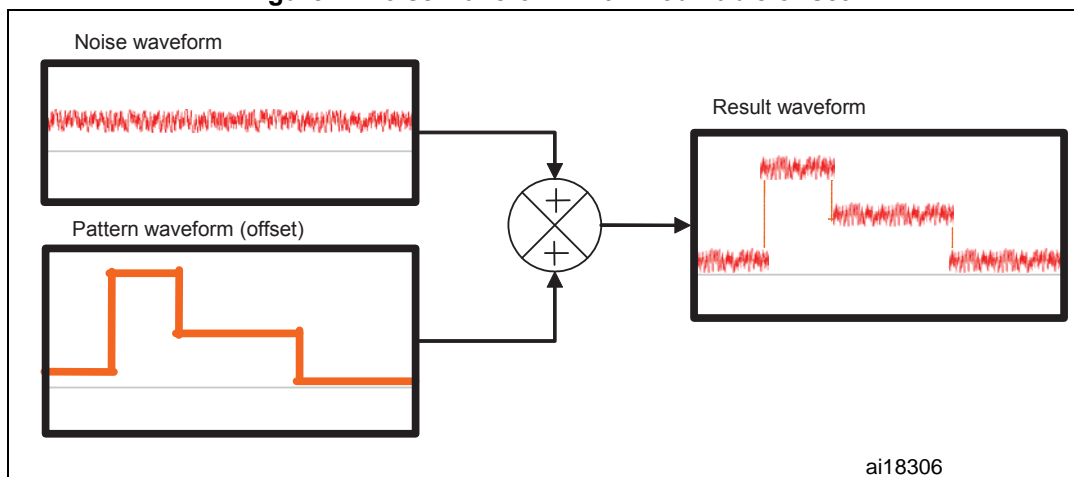 Noise waveform
Result waveform
Pattern waveform (offset)
+
+
ai18306